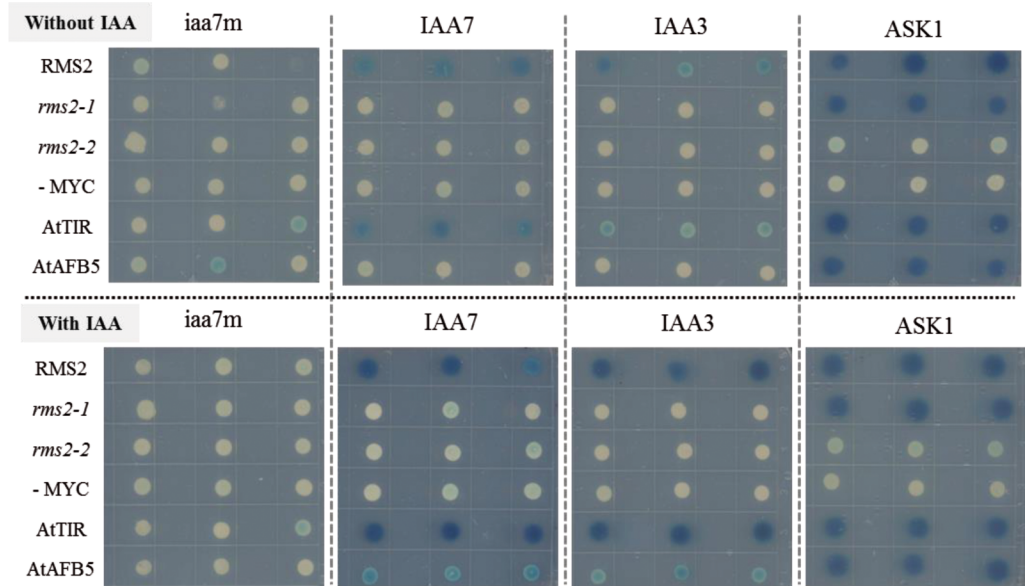 Without IAA
iaa7m
IAA7
IAA3
ASK1
RMS2
rms2-1
rms2-2
- MYC
AtTIR
AtAFB5
With IAA
iaa7m
IAA7
IAA3
ASK1
RMS2
rms2-1
rms2-2
- MYC
AtTIR
AtAFB5